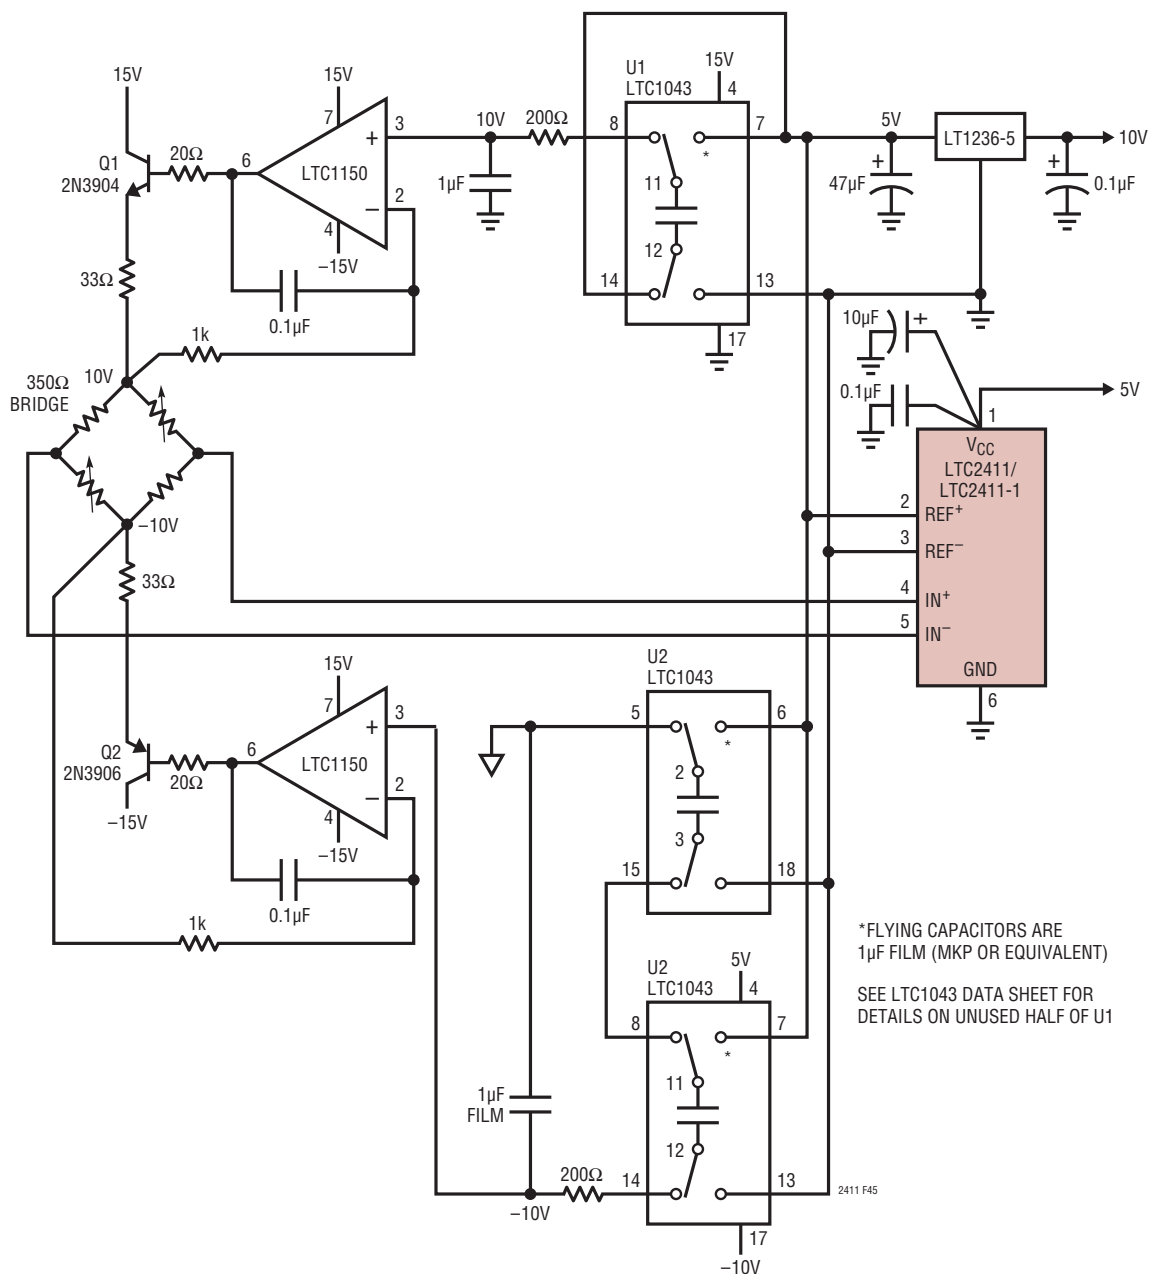 15V
Q1
2N3904
20Ω
6
15V
7
LTC1150
+
3
−
2
4
−15V
0.1µF
33Ω
1k
10V
350Ω
BRIDGE
−10V
33Ω
10V
200Ω
1µF
U1
LTC1043
15V
4
8
7
*
11
12
14
13
17
5V
LT1236-5
10V
+
47µF
+
0.1µF
10µF
+
0.1µF
5V
1
VCC
LTC2411/
LTC2411-1
2
REF+
3
REF−
4
IN+
5
IN−
GND
6
Q2
2N3906
20Ω
−15V
6
15V
7
LTC1150
+
3
−
2
4
−15V
0.1µF
1k
U2
LTC1043
5
6
*
2
3
15
18
U2
LTC1043
5V
4
8
7
*
11
12
14
13
17
−10V
1µF
FILM
200Ω
−10V
*FLYING CAPACITORS ARE
1µF FILM (MKP OR EQUIVALENT)
SEE LTC1043 DATA SHEET FOR
DETAILS ON UNUSED HALF OF U1
2411 F45